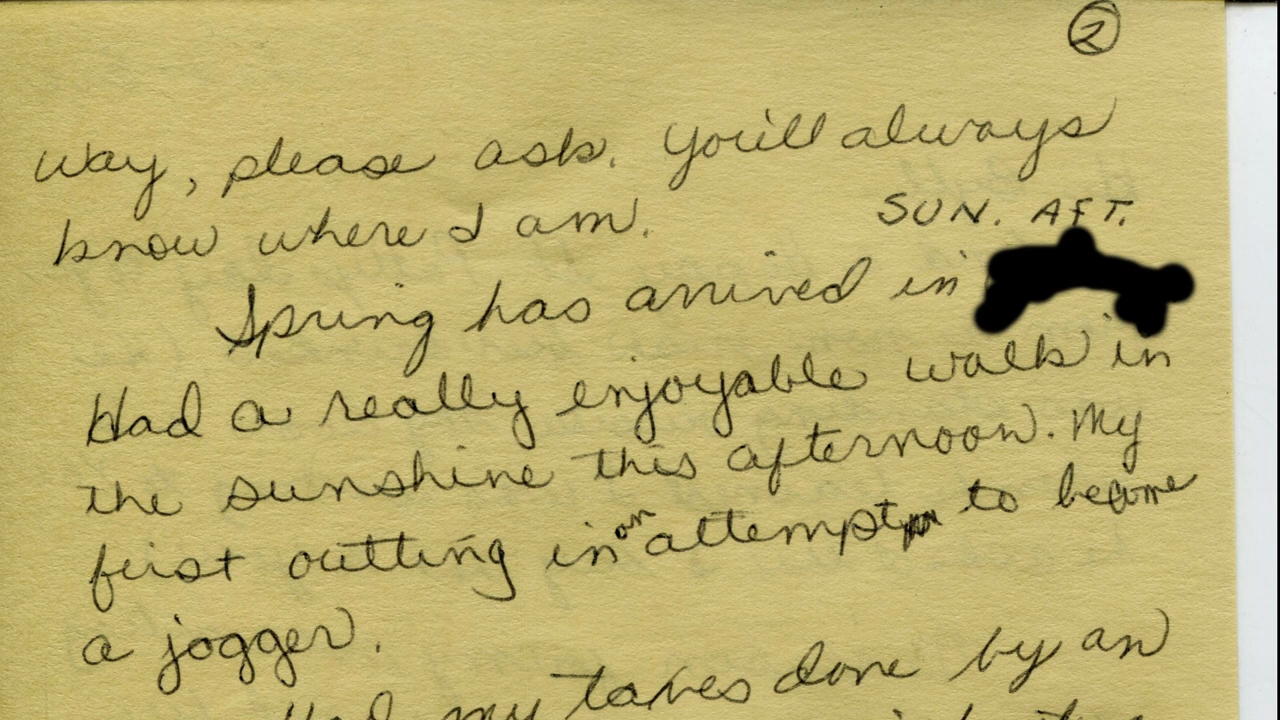 ②
way, please ask. You'll always
know where I am.
SUN. AFT.
Spring has arrived in
Had a really enjoyable walk in
the sunshine this afternoon. My
first outting in an attempt to become
a jogger.
Had my taxes done by an